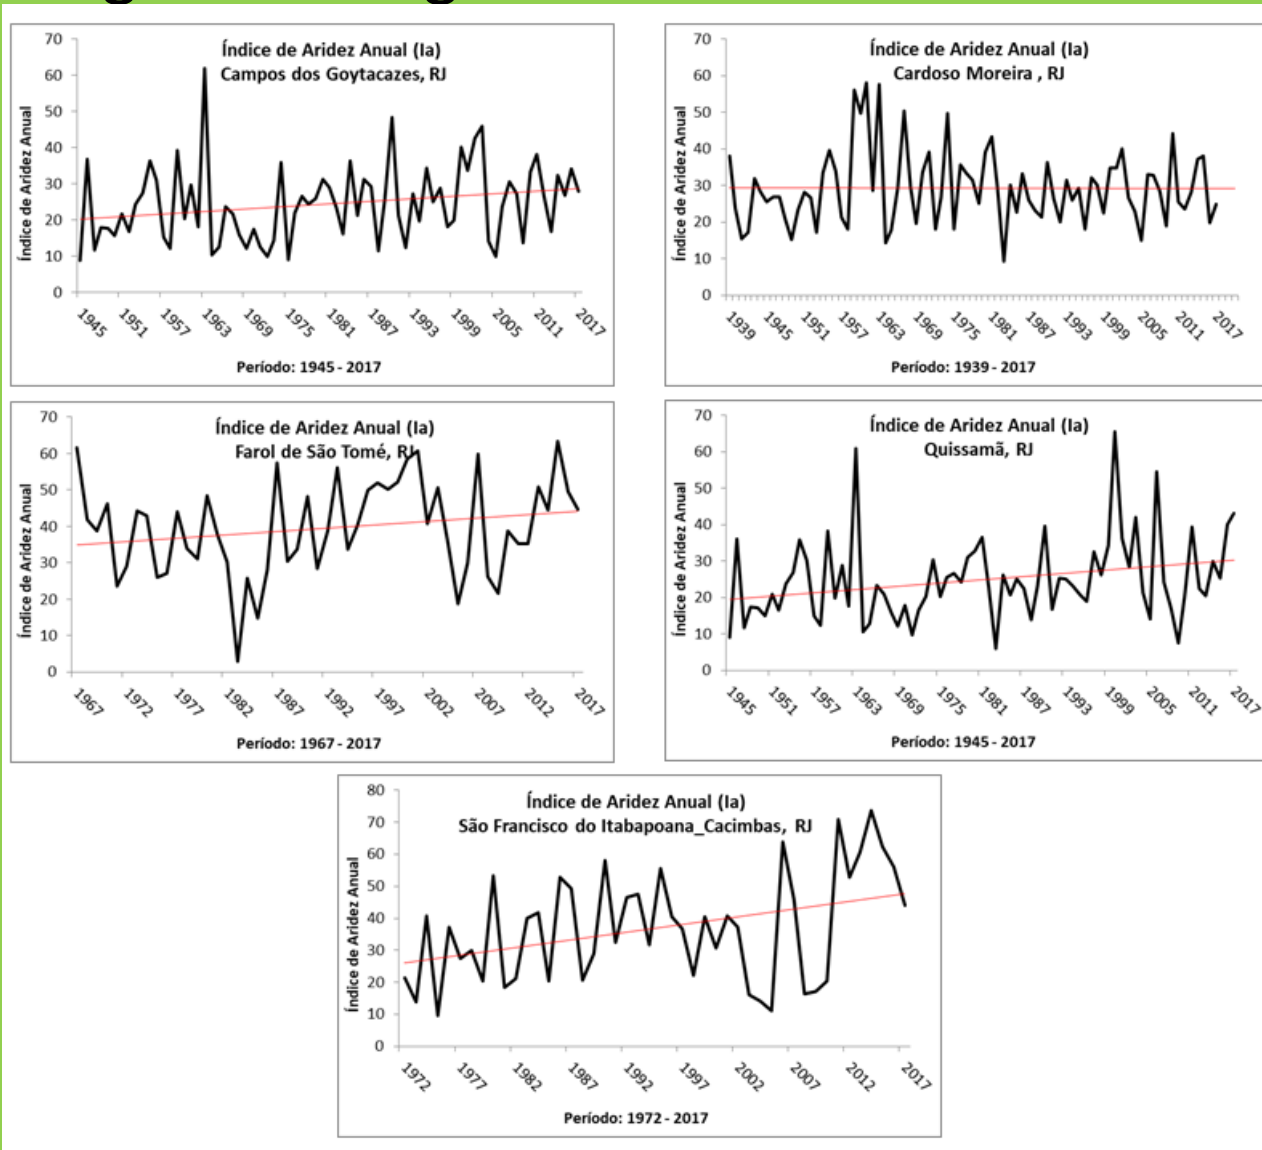 Índice de Aridez Anual (Ia)
Campos dos Goytacazes, RJ
Índice de Aridez Anual
70
60
50
40
30
20
10
0
1945 1951 1957 1963 1969 1975 1981 1987 1993 1999 2005 2011 2017
Período: 1945 - 2017
Índice de Aridez Anual (Ia)
Cardoso Moreira , RJ
Índice de Aridez Anual
70
60
50
40
30
20
10
0
1939 1945 1951 1957 1963 1969 1975 1981 1987 1993 1999 2005 2011 2017
Período: 1939 - 2017
Índice de Aridez Anual (Ia)
Farol de São Tomé, RJ
Índice de Aridez Anual
70
60
50
40
30
20
10
0
1967 1972 1977 1982 1987 1992 1997 2002 2007 2012 2017
Período: 1967 - 2017
Índice de Aridez Anual (Ia)
Quissamã, RJ
Índice de Aridez Anual
70
60
50
40
30
20
10
0
1945 1951 1957 1963 1969 1975 1981 1987 1993 1999 2005 2011 2017
Período: 1945 - 2017
Índice de Aridez Anual (Ia)
São Francisco do Itabapoana_Cacimbas, RJ
Índice de Aridez Anual
80
70
60
50
40
30
20
10
0
1972 1977 1982 1987 1992 1997 2002 2007 2012 2017
Período: 1972 - 2017